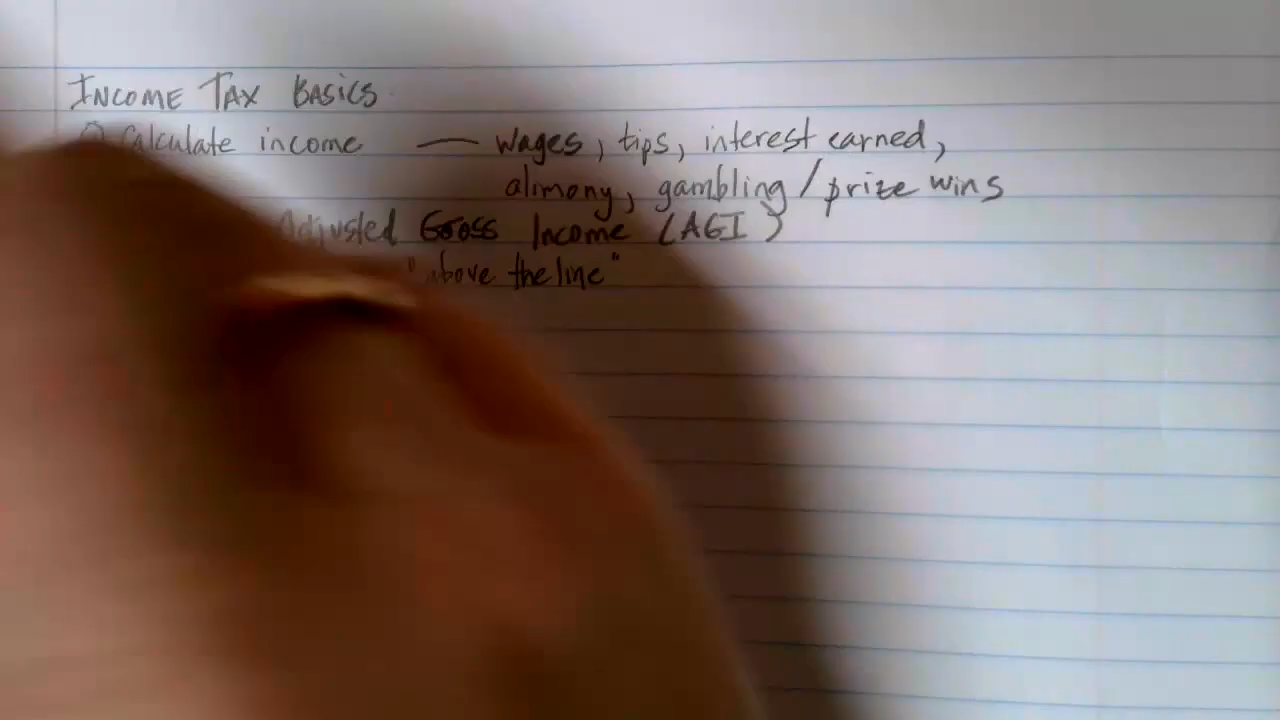 INCOME TAX BASICS
① Calculate income — wages, tips, interest earned,
alimony, gambling / prize wins
Adjusted Gross Income (AGI)
"above the line"